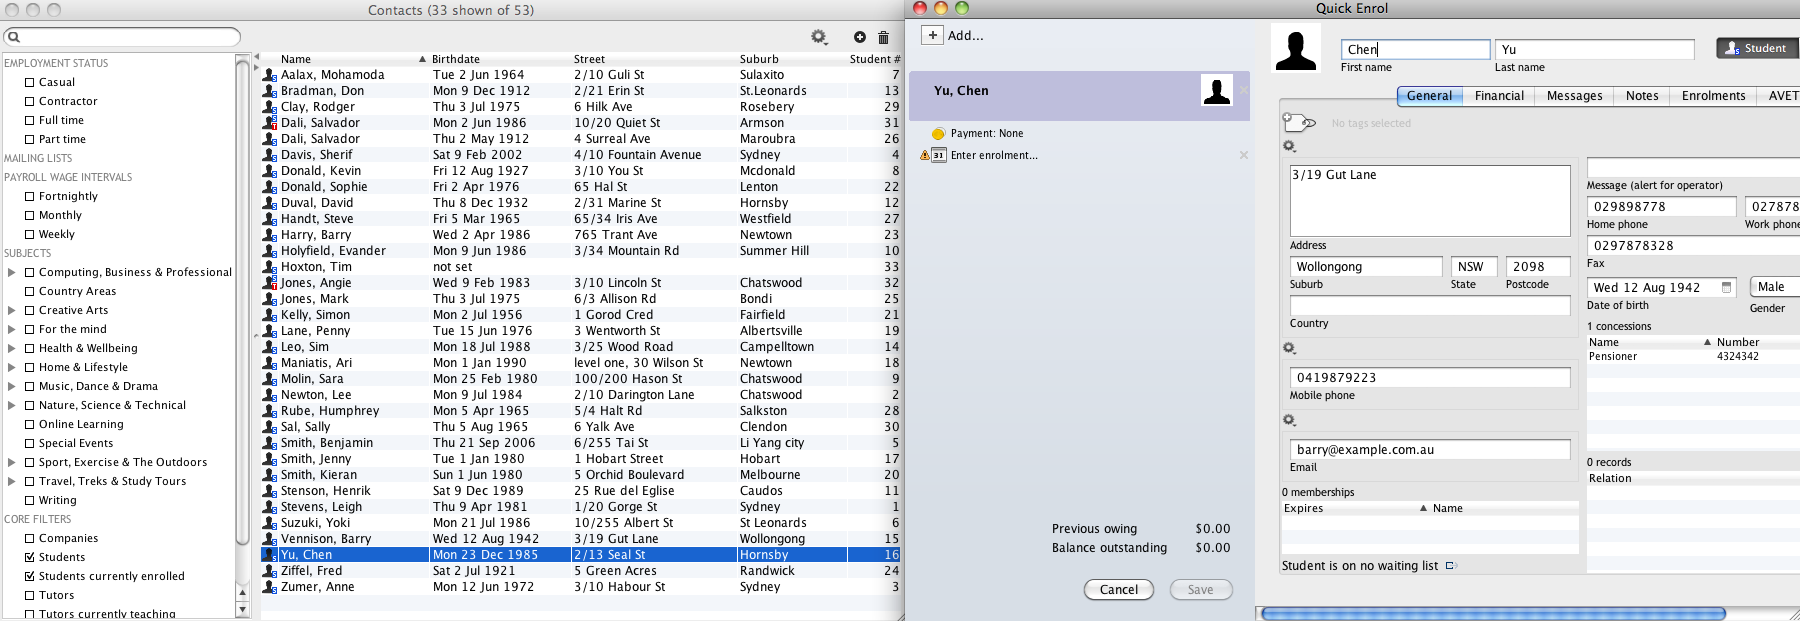 Contacts (33 shown of 53)
EMPLOYMENT STATUS
Casual
Contractor
Full time
Part time
MAILING LISTS
PAYROLL WAGE INTERVALS
Fortnightly
Monthly
Weekly
SUBJECTS
Computing, Business & Professional
Country Areas
Creative Arts
For the mind
Health & Wellbeing
Home & Lifestyle
Music, Dance & Drama
Nature, Science & Technical
Online Learning
Special Events
Sport, Exercise & The Outdoors
Travel, Treks & Study Tours
Writing
CORE FILTERS
Companies
Students
Students currently enrolled
Tutors
Tutors currently teaching
Name Birthdate Street Suburb Student #
Aalax, Mohamoda Tue 2 Jun 1964 2/10 Guli St Sulaxito 7
Bradman, Don Mon 9 Dec 1912 2/21 Erin St St.Leonards 13
Clay, Rodger Thu 3 Jul 1975 6 Hilk Ave Rosebery 29
Dali, Salvador Mon 2 Jun 1986 10/20 Quiet St Armson 31
Dali, Salvador Thu 2 May 1912 4 Surreal Ave Maroubra 26
Davis, Sherif Sat 9 Feb 2002 4/10 Fountain Avenue Sydney 4
Donald, Kevin Fri 12 Aug 1927 3/10 You St Mcdonald 8
Donald, Sophie Fri 2 Apr 1976 65 Hal St Lenton 22
Duval, David Thu 8 Dec 1932 2/31 Marine St Hornsby 12
Handt, Steve Fri 5 Mar 1965 65/34 Iris Ave Westfield 27
Harry, Barry Wed 2 Apr 1986 765 Trant Ave Newtown 23
Holyfield, Evander Mon 9 Jun 1986 3/34 Mountain Rd Summer Hill 10
Hoxton, Tim not set 33
Jones, Angie Wed 9 Feb 1983 3/10 Lincoln St Chatswood 32
Jones, Mark Thu 3 Jul 1975 6/3 Allison Rd Bondi 25
Kelly, Simon Mon 2 Jul 1956 1 Gorod Cred Fairfield 21
Lane, Penny Tue 15 Jun 1976 3 Wentworth St Albertsville 19
Leo, Sim Mon 18 Jul 1988 3/25 Wood Road Campelltown 14
Maniatis, Ari Mon 1 Jan 1990 level one, 30 Wilson St Newtown 18
Molin, Sara Mon 25 Feb 1980 100/200 Hason St Chatswood 9
Newton, Lee Mon 9 Jul 1984 2/10 Darington Lane Chatswood 2
Rube, Humphrey Mon 5 Apr 1965 5/4 Halt Rd Salkston 28
Sal, Sally Thu 5 Aug 1965 6 Yalk Ave Clendon 30
Smith, Benjamin Thu 21 Sep 2006 6/255 Tai St Li Yang city 5
Smith, Jenny Tue 1 Jan 1980 1 Hobart Street Hobart 17
Smith, Kieran Sun 1 Jun 1980 5 Orchid Boulevard Melbourne 20
Stenson, Henrik Sat 9 Dec 1989 25 Rue del Eglise Caudos 11
Stevens, Leigh Thu 9 Apr 1981 1/20 Gorge St Sydney 1
Suzuki, Yoki Mon 21 Jul 1986 10/255 Albert St St Leonards 6
Vennison, Barry Wed 12 Aug 1942 3/19 Gut Lane Wollongong 15
Yu, Chen Mon 23 Dec 1985 2/13 Seal St Hornsby 16
Ziffel, Fred Sat 2 Jul 1921 5 Green Acres Randwick 24
Zumer, Anne Mon 12 Jun 1972 3/10 Habour St Sydney 3
Quick Enrol
Add...
Yu, Chen
Payment: None
31 Enter enrolment...
Previous owing $0.00
Balance outstanding $0.00
Cancel Save
Chen Yu Student
First name Last name
General Financial Messages Notes Enrolments AVET
No tags selected
3/19 Gut Lane
Address
Wollongong NSW 2098
Suburb State Postcode
Country
0419879223
Mobile phone
barry@example.com.au
Email
0 memberships
Expires Name
Student is on no waiting list
Message (alert for operator)
029898778 027878
Home phone Work phone
0297878328
Fax
Wed 12 Aug 1942 Male
Date of birth Gender
1 concessions
Name Number
Pensioner 4324342
0 records
Relation